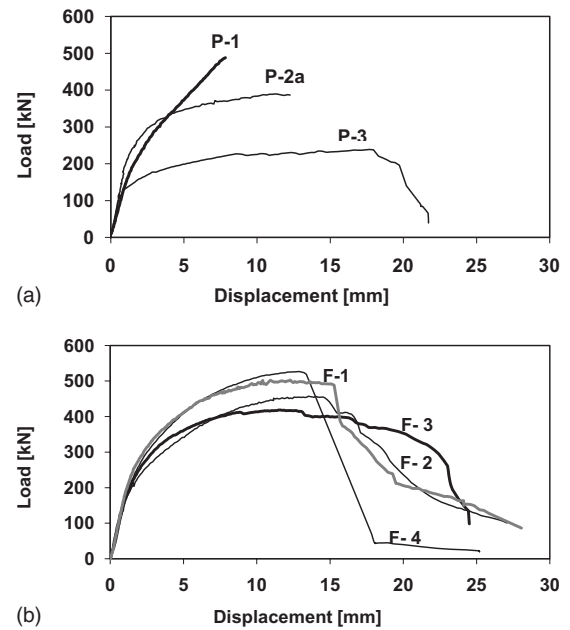 600
500
400
300
200
100
0
Load [kN]
P-1
P-2a
P-3
0 5 10 15 20 25 30
(a)
Displacement [mm]
600
500
400
300
200
100
0
Load [kN]
F-1
F-3
F-2
F-4
0 5 10 15 20 25 30
(b)
Displacement [mm]